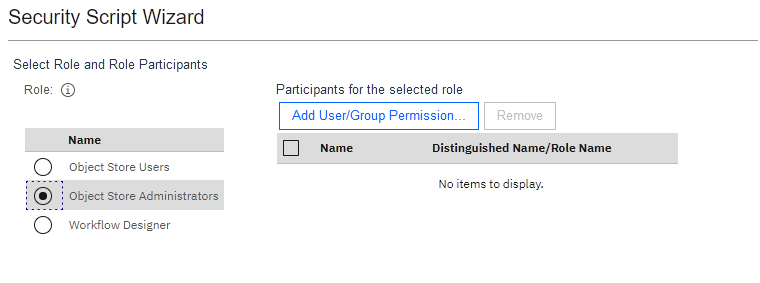 Security Script Wizard
Select Role and Role Participants
Role:
Participants for the selected role
Add User/Group Permission...
Remove
Name
Object Store Users
Object Store Administrators
Workflow Designer
Name
Distinguished Name/Role Name
No items to display.